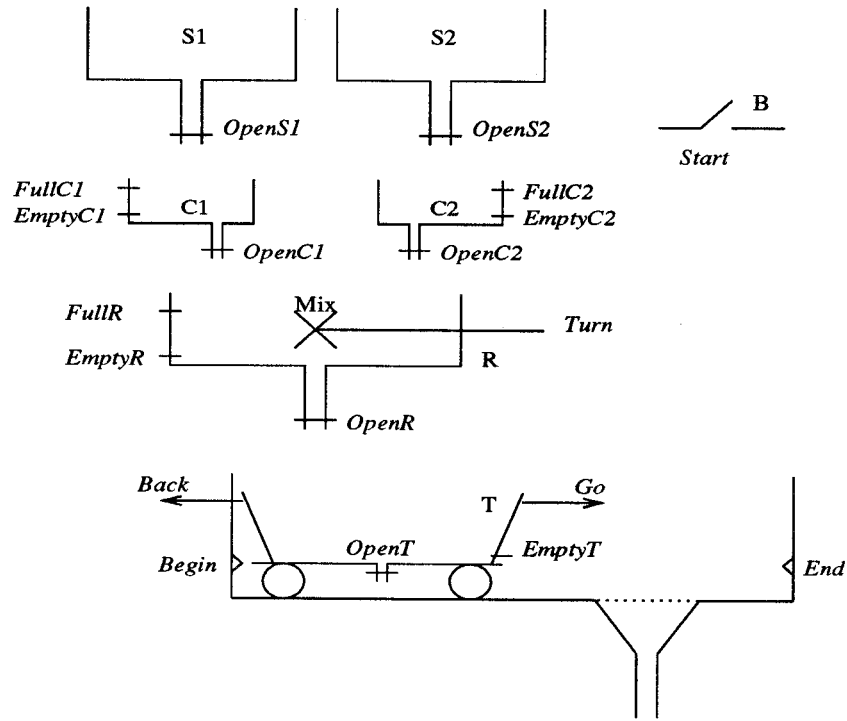 S1
S2
OpenS1
OpenS2
B
Start
FullC1
EmptyC1
C1
OpenC1
C2
FullC2
EmptyC2
OpenC2
FullR
EmptyR
Mix
Turn
R
OpenR
Back
T
Go
Begin
OpenT
EmptyT
End